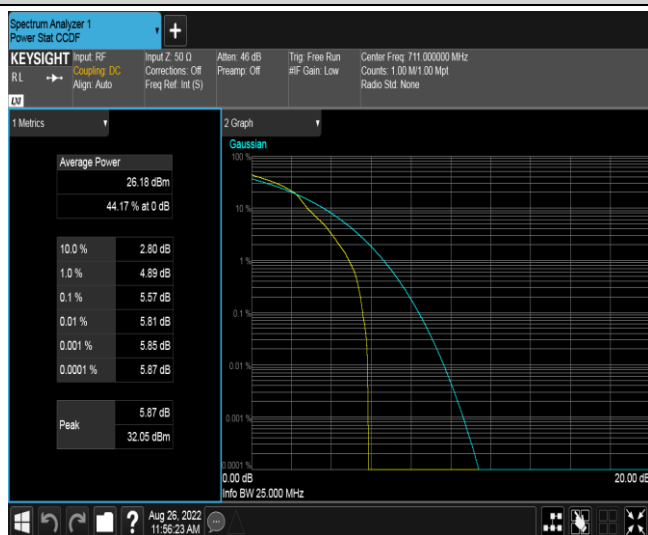 Spectrum Analyzer 1
Power Stat CCDF
KEYSIGHT
RL
LXI
Input: RF
Coupling: DC
Align: Auto
Input Z: 50 Ω
Corrections: Off
Freq Ref: Int (S)
Atten: 46 dB
Preamp: Off
Trig: Free Run
#IF Gain: Low
Center Freq: 711.000000 MHz
Counts: 1.00 M/1.00 Mpt
Radio Std: None
1 Metrics
Average Power
26.18 dBm
44.17 % at 0 dB
10.0 % 2.80 dB
1.0 % 4.89 dB
0.1 % 5.57 dB
0.01 % 5.81 dB
0.001 % 5.85 dB
0.0001 % 5.87 dB
Peak
5.87 dB
32.05 dBm
2 Graph
Gaussian
100 %
10 %
1 %
0.1 %
0.01 %
0.001 %
0.0001 %
0.00 dB 20.00 dB
Info BW 25.000 MHz
?
Aug 26, 2022
11:56:23 AM